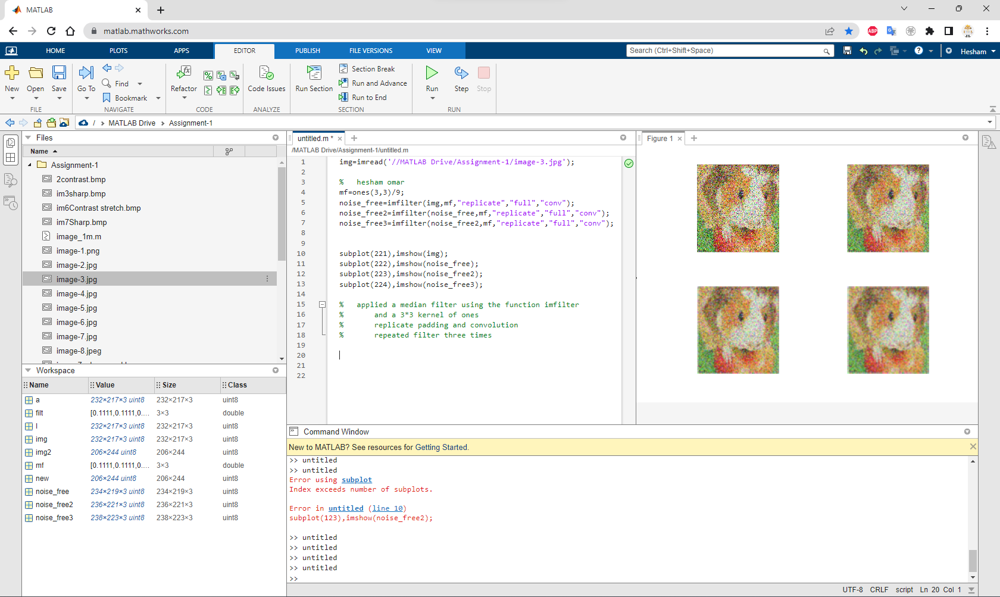 MATLAB
matlab.mathworks.com
ABP
HOME PLOTS APPS EDITOR PUBLISH FILE VERSIONS VIEW
Search (Ctrl+Shift+Space)
Hesham
New Open Save Go To Find Bookmark Refactor Code Issues Run Section Section Break Run and Advance Run to End Run Step Stop
FILE NAVIGATE CODE ANALYZE SECTION RUN
/ > MATLAB Drive > Assignment-1
Files
Name
Assignment-1
2contrast.bmp
im3sharp.bmp
im6Contrast stretch.bmp
im7Sharp.bmp
image_1m.m
image-1.png
image-2.jpg
image-3.jpg
image-4.jpg
image-5.jpg
image-6.jpg
image-7.jpg
image-8.jpeg
Workspace
Name Value Size Class
a 232×217×3 uint8 232×217×3 uint8
filt [0.1111,0.1111,0.... 3×3 double
I 232×217×3 uint8 232×217×3 uint8
img 232×217×3 uint8 232×217×3 uint8
img2 206×244 uint8 206×244 uint8
mf [0.1111,0.1111,0.... 3×3 double
new 206×244 uint8 206×244 uint8
noise_free 234×219×3 uint8 234×219×3 uint8
noise_free2 236×221×3 uint8 236×221×3 uint8
noise_free3 238×223×3 uint8 238×223×3 uint8
untitled.m *
/MATLAB Drive/Assignment-1/untitled.m
1 img=imread('//MATLAB Drive/Assignment-1/image-3.jpg');
2
3 % hesham omar
4 mf=ones(3,3)/9;
5 noise_free=imfilter(img,mf,"replicate","full","conv");
6 noise_free2=imfilter(noise_free,mf,"replicate","full","conv");
7 noise_free3=imfilter(noise_free2,mf,"replicate","full","conv");
8
9
10 subplot(221),imshow(img);
11 subplot(222),imshow(noise_free);
12 subplot(223),imshow(noise_free2);
13 subplot(224),imshow(noise_free3);
14
15 % applied a median filter using the function imfilter
16 % and a 3*3 kernel of ones
17 % replicate padding and convolution
18 % repeated filter three times
19
20
21
22
Figure 1
Command Window
New to MATLAB? See resources for Getting Started.
>> untitled
>> untitled
Error using subplot
Index exceeds number of subplots.
Error in untitled (line 10)
subplot(123),imshow(noise_free2);
>> untitled
>> untitled
>> untitled
>> untitled
>>
UTF-8 CRLF script Ln 20 Col 1